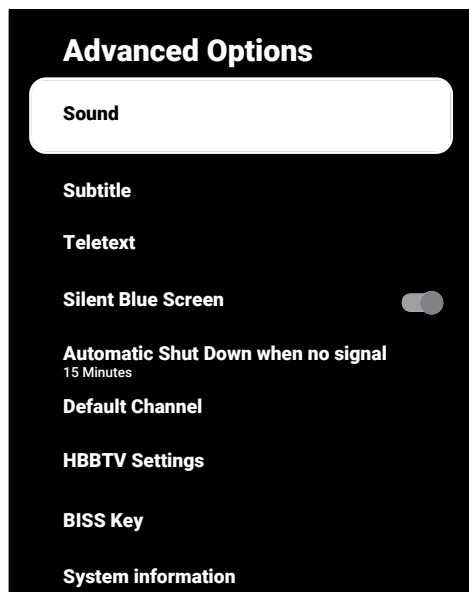 Advanced Options
Sound
Subtitle
Teletext
Silent Blue Screen
Automatic Shut Down when no signal
15 Minutes
Default Channel
HBBTV Settings
BISS Key
System information